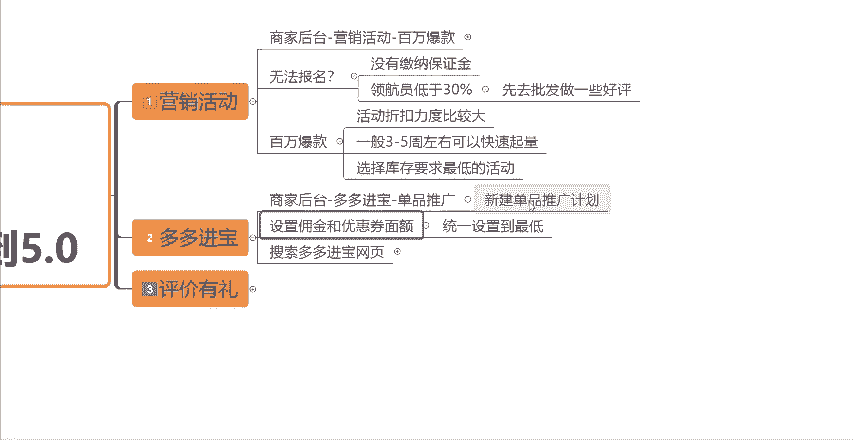 到5.0
1 营销活动
商家后台-营销活动-百万爆款
无法报名？
没有缴纳保证金
领航员低于30%
先去批发做一些好评
百万爆款
活动折扣力度比较大
一般3-5周左右可以快速起量
选择库存要求最低的活动
2 多多进宝
商家后台-多多进宝-单品推广
新建单品推广计划
设置佣金和优惠券面额
统一设置到最低
搜索多多进宝网页
3 评价有礼